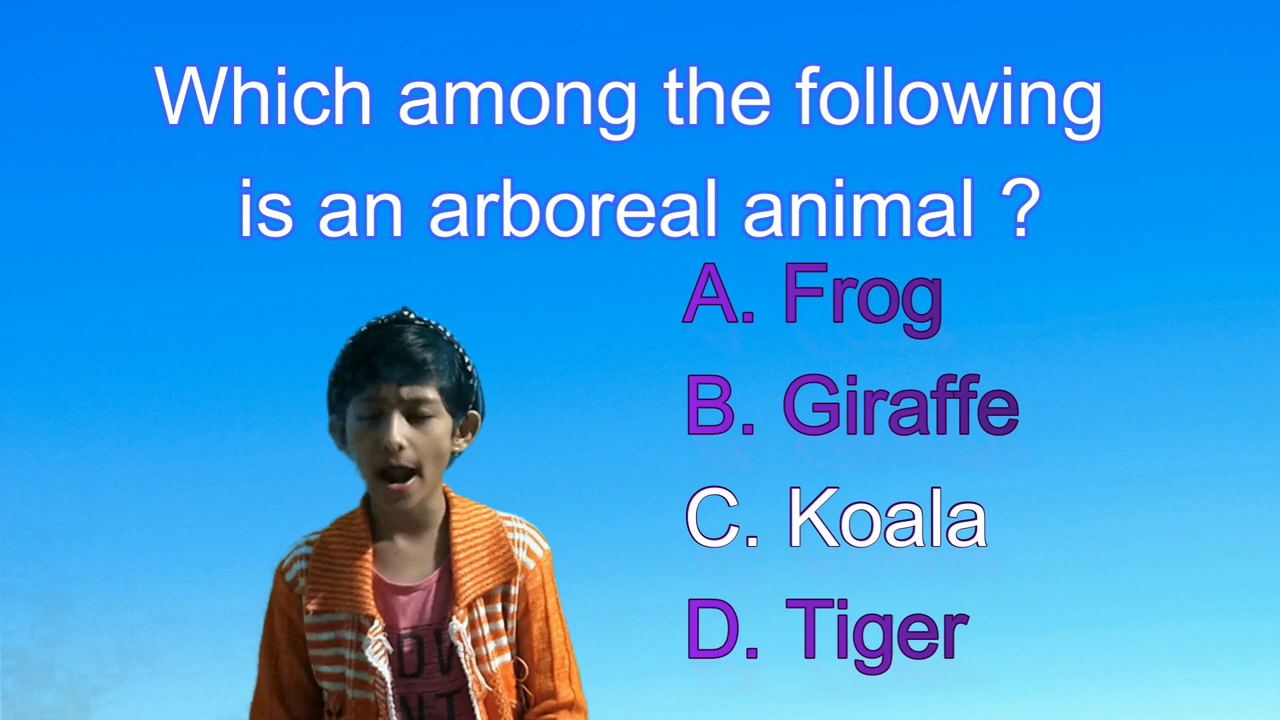 Which among the following
is an arboreal animal ?
A. Frog
B. Giraffe
C. Koala
D. Tiger